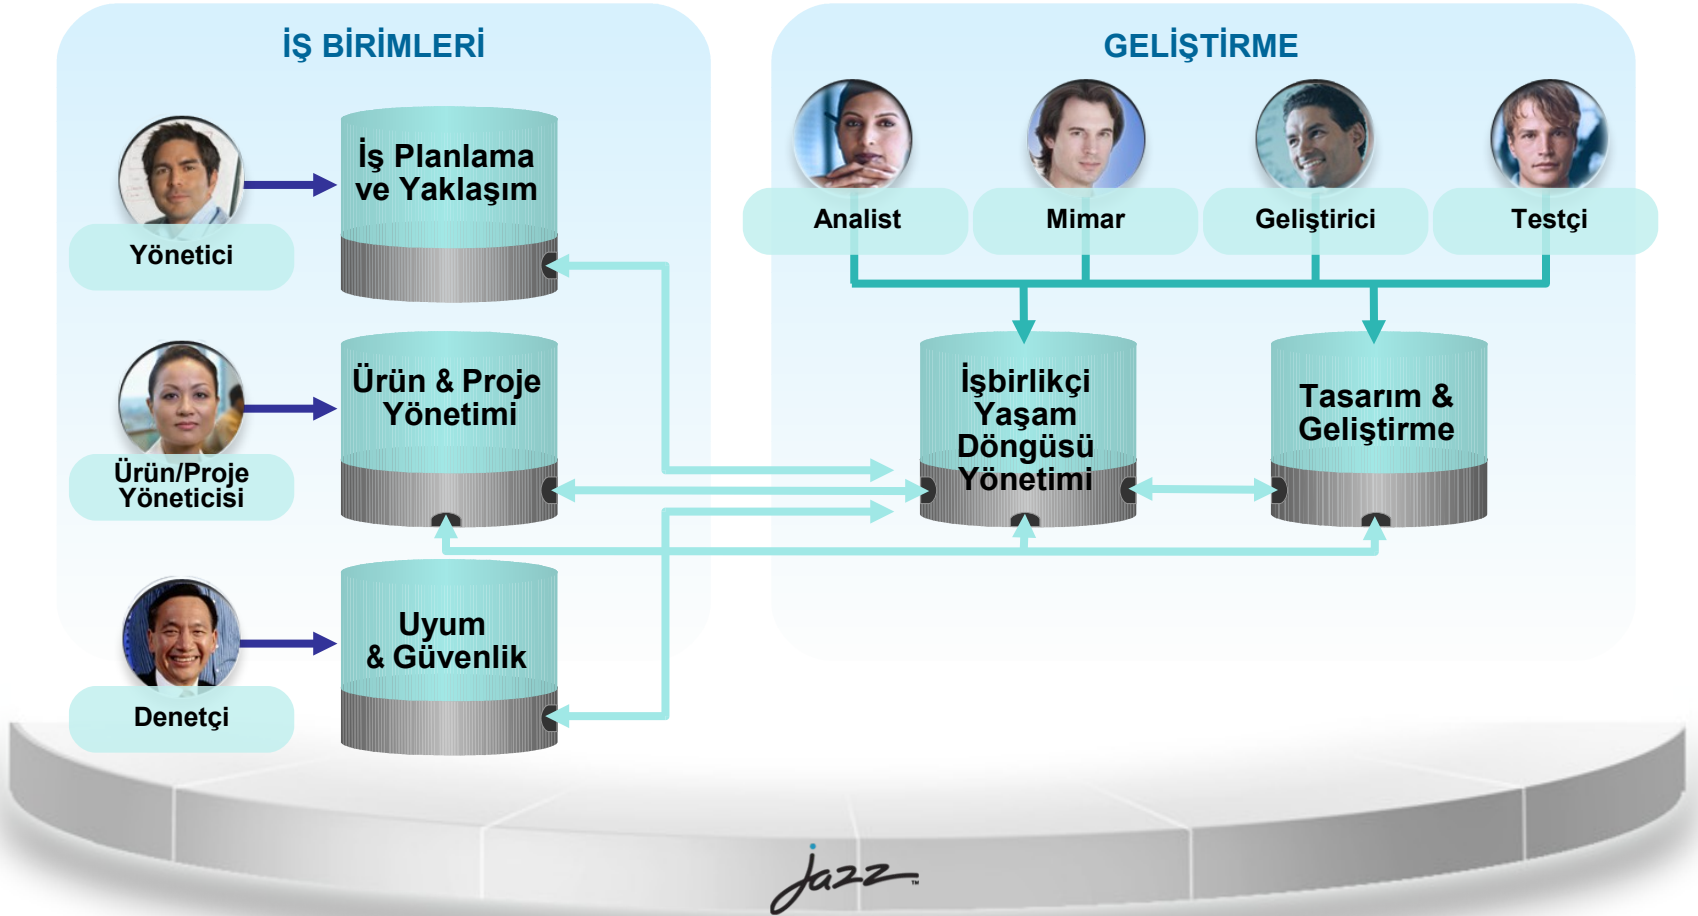 İŞ BİRİMLERİ
GELİŞTİRME
İş Planlama
ve Yaklaşım
Yönetici
Analist
Mimar
Geliştirici
Testçi
Ürün & Proje
Yönetimi
Ürün/Proje
Yöneticisi
İşbirlikçi
Yaşam
Döngüsü
Yönetimi
Tasarım &
Geliştirme
Uyum
& Güvenlik
Denetçi
jazz™